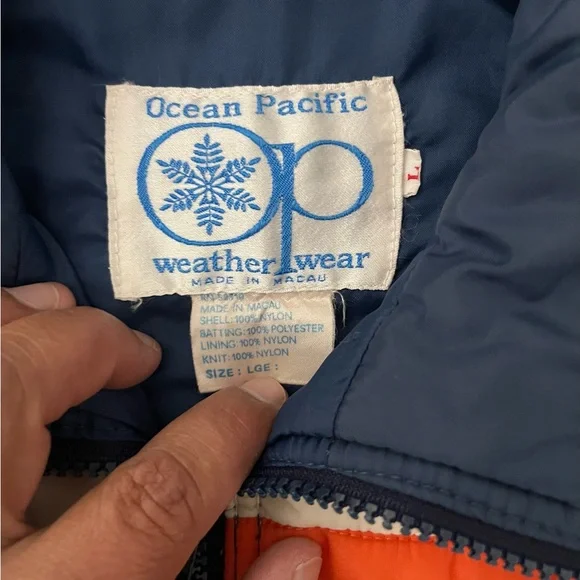 Ocean Pacific
Op
L
weather wear
MADE IN MACAU
MADE IN MACAU
SHELL: 100% NYLON
BATTING: 100% POLYESTER
LINING 100% NYLON
KNIT: 100% NYLON
SIZE : LGE :